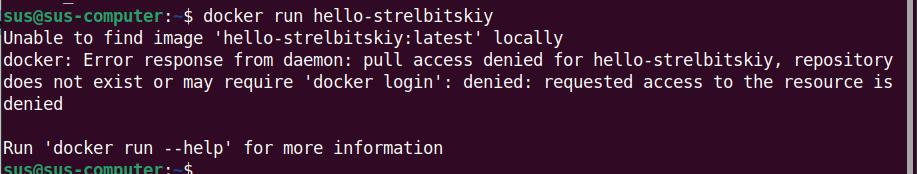 sus@sus-computer:~$ docker run hello-strelbitskiy
Unable to find image 'hello-strelbitskiy:latest' locally
docker: Error response from daemon: pull access denied for hello-strelbitskiy, repository
does not exist or may require 'docker login': denied: requested access to the resource is
denied

Run 'docker run --help' for more information
sus@sus-computer:~$